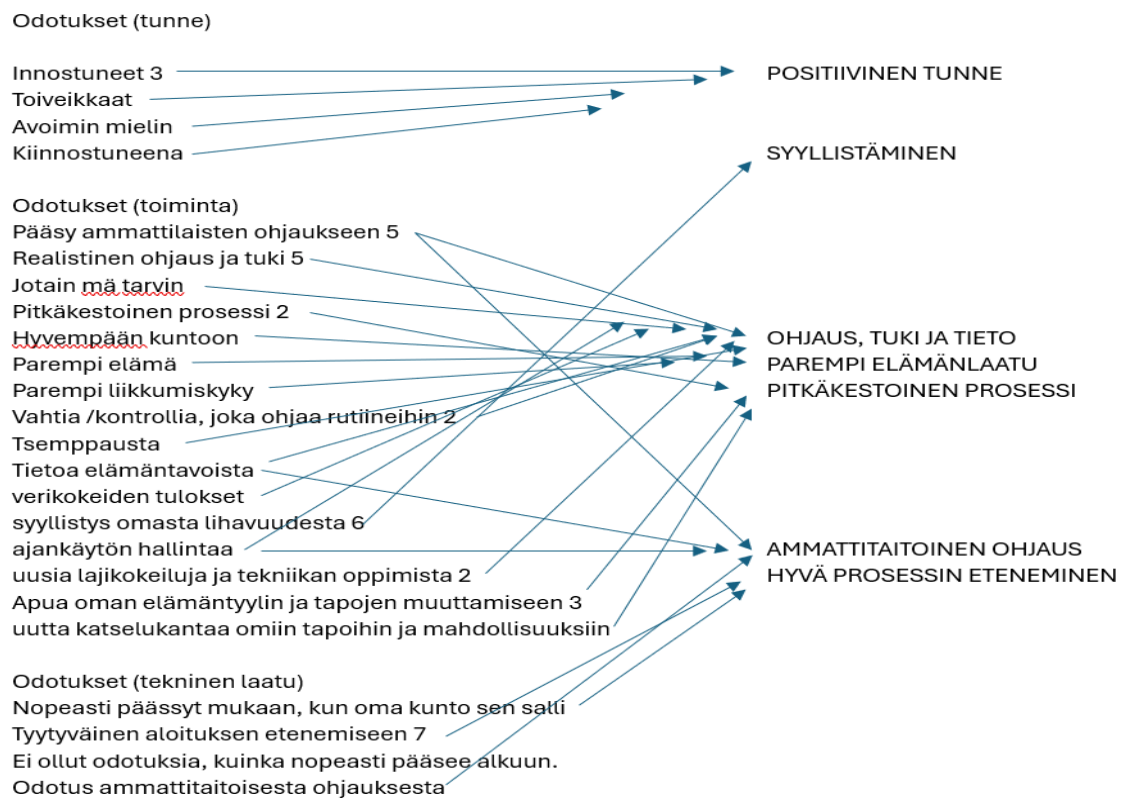 Odotukset (tunne)
Innostuneet 3
POSITIIVINEN TUNNE
Toiveikkaat
Avoimin mielin
Kiinnostuneena
SYYLLISTÄMINEN
Odotukset (toiminta)
Pääsy ammattilaisten ohjaukseen 5
Realistinen ohjaus ja tuki 5
Jotain mä tarvin
Pitkäkestoinen prosessi 2
Hyvempään kuntoon
OHJAUS, TUKI JA TIETO
Parempi elämä
PAREMPI ELÄMÄNLAATU
Parempi liikkumiskyky
PITKÄKESTOINEN PROSESSI
Vahtia /kontrollia, joka ohjaa rutiineihin 2
Tsemppausta
Tietoa elämäntavoista
verikokeiden tulokset
syyllistys omasta lihavuudesta 6
ajankäytön hallintaa
AMMATTITAITOINEN OHJAUS
uusia lajikokeiluja ja tekniikan oppimista 2
HYVÄ PROSESSIN ETENEMINEN
Apua oman elämäntyylin ja tapojen muuttamiseen 3
uutta katselukantaa omiin tapoihin ja mahdollisuuksiin
Odotukset (tekninen laatu)
Nopeasti päässyt mukaan, kun oma kunto sen salli
Tyytyväinen aloituksen etenemiseen 7
Ei ollut odotuksia, kuinka nopeasti pääsee alkuun.
Odotus ammattitaitoisesta ohjauksesta